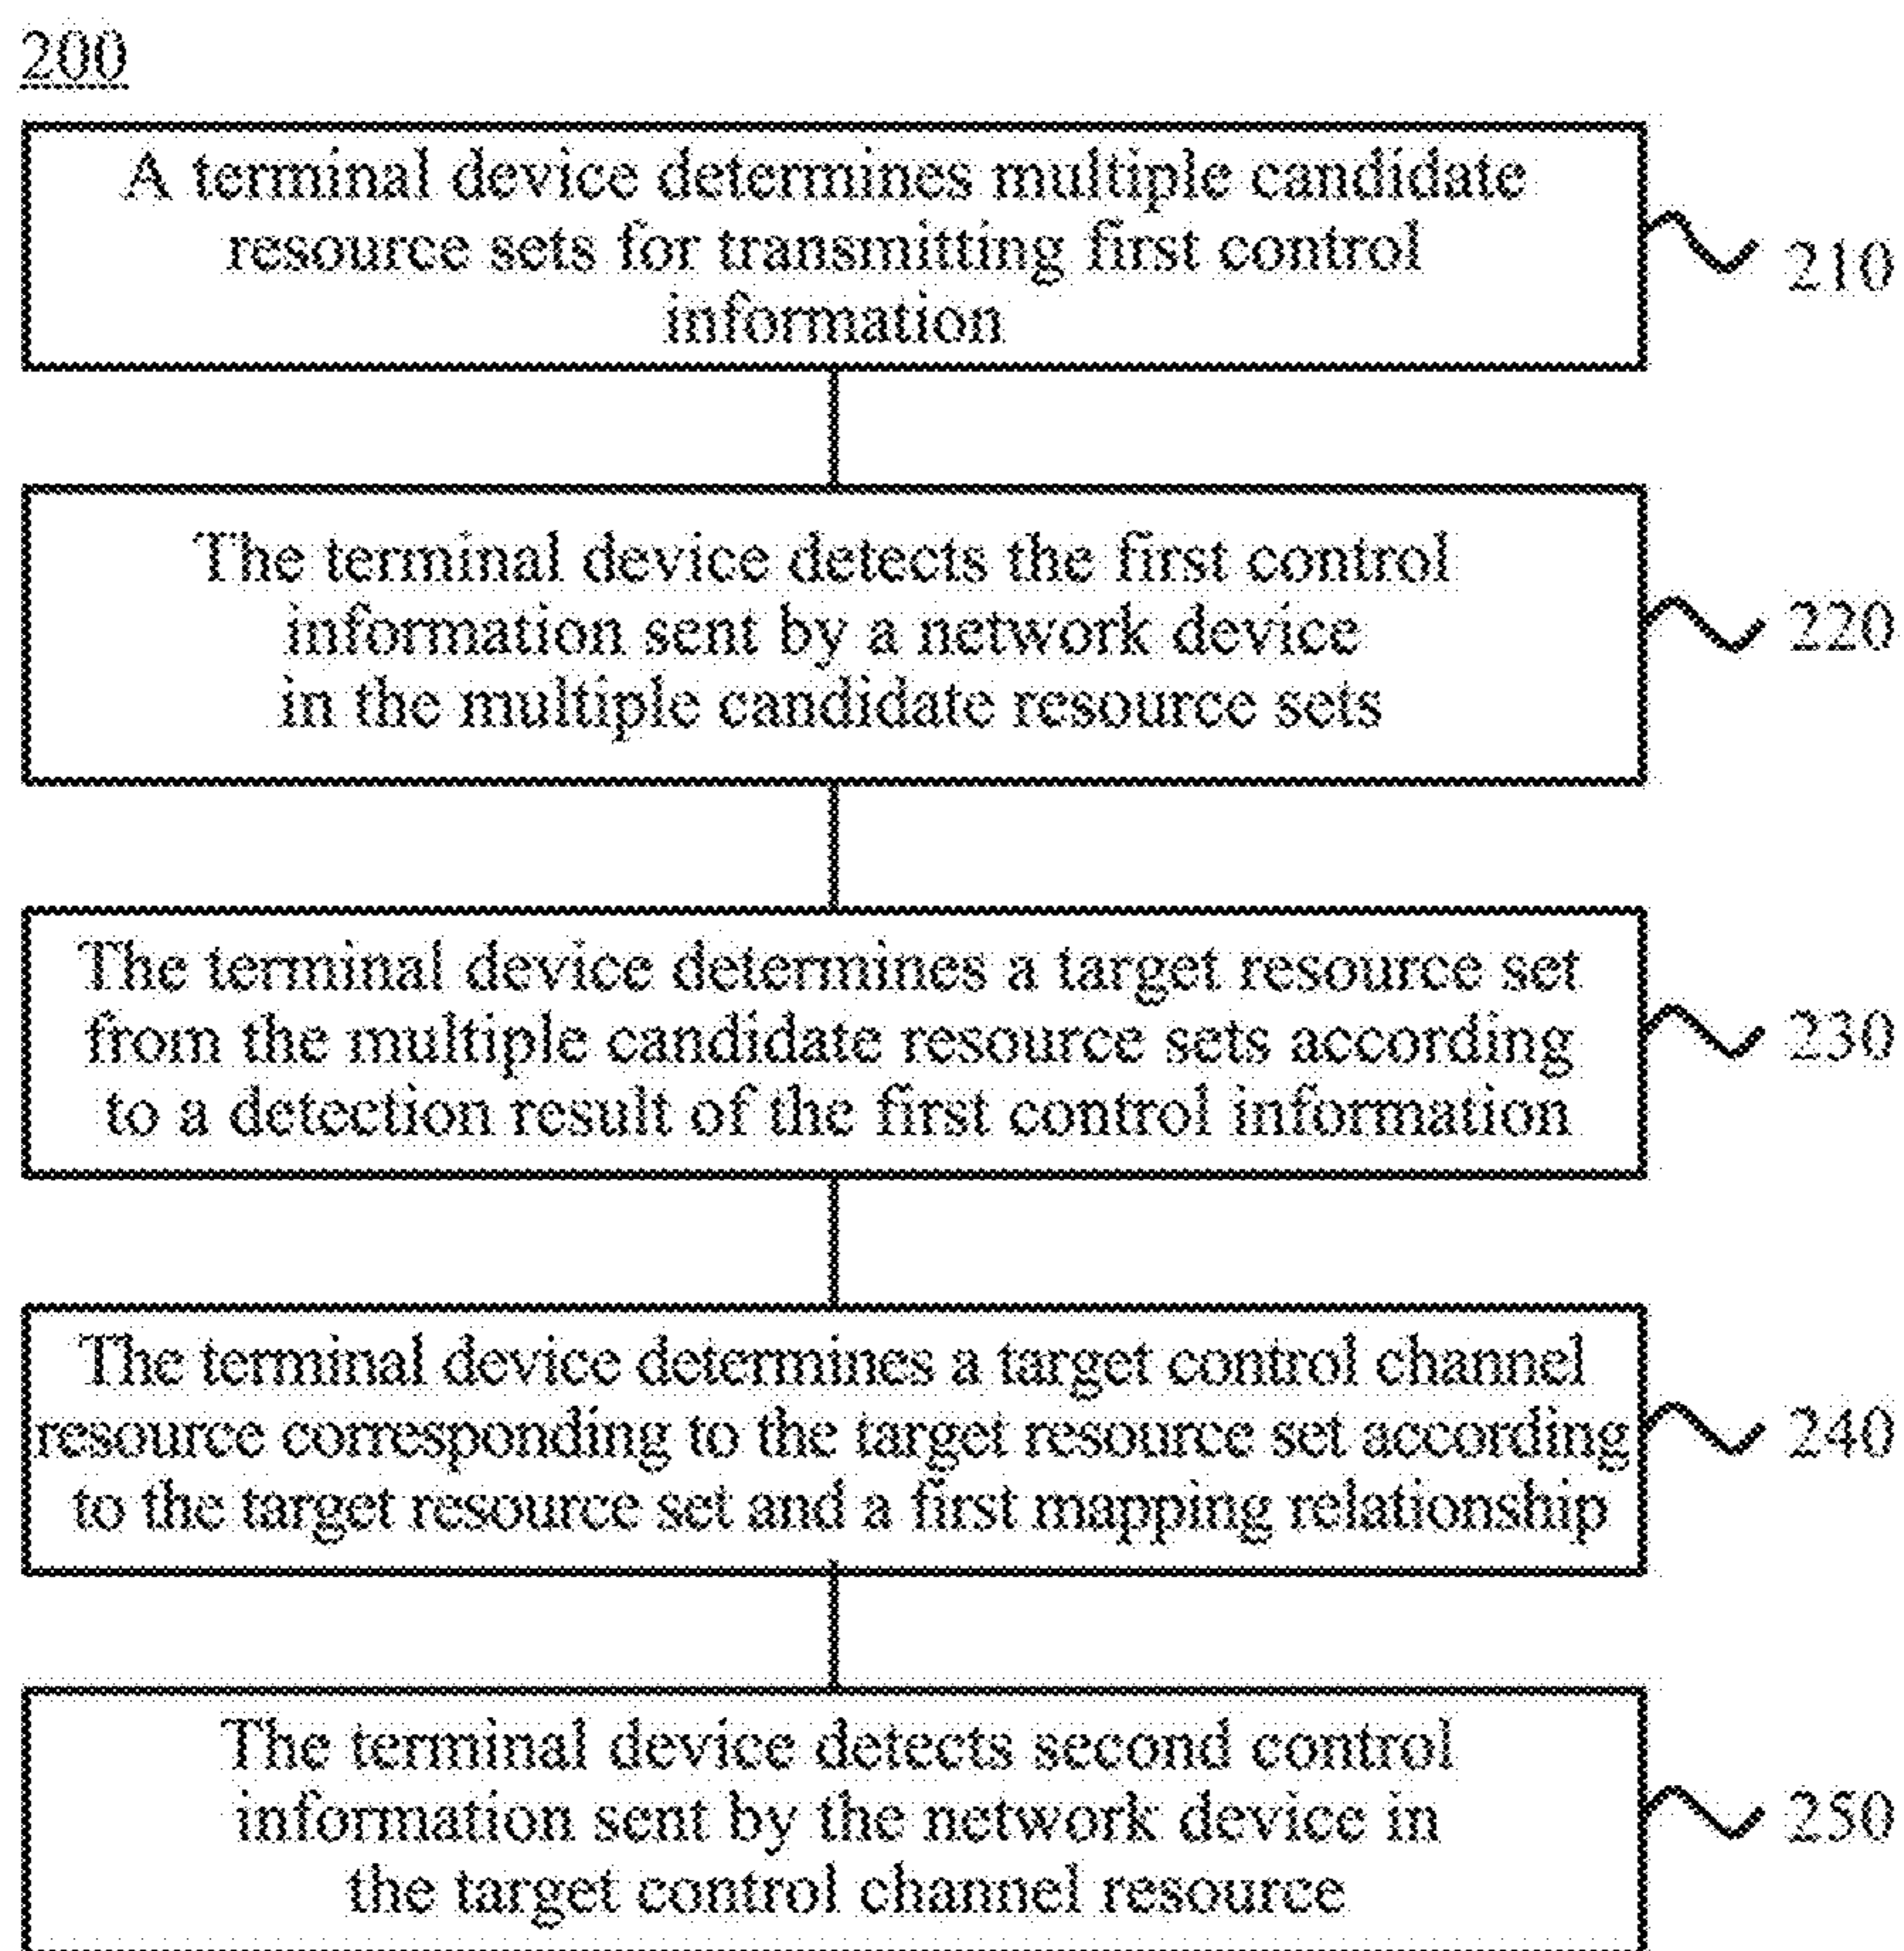 200
A terminal device determines multiple candidate
resource sets for transmitting first control
information
210
The terminal device detects the first control
information sent by a network device
in the multiple candidate resource sets
220
The terminal device determines a target resource set
from the multiple candidate resource sets according
to a detection result of the first control information
230
The terminal device determines a target control channel
resource corresponding to the target resource set according
to the target resource set and a first mapping relationship
240
The terminal device detects second control
information sent by the network device in
the target control channel resource
250